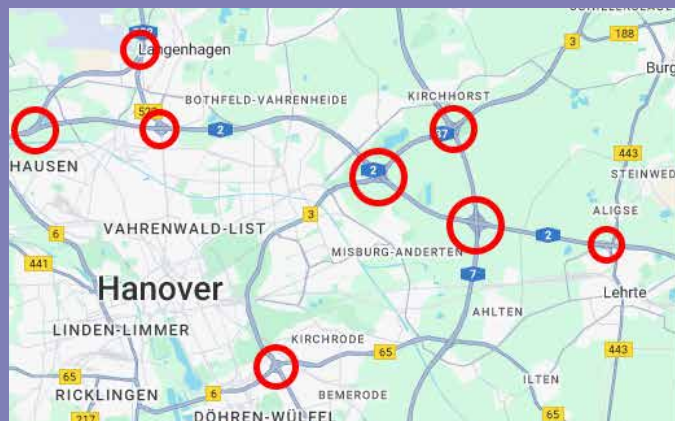 188
Langenhagen
3
Burg
BOTHFELD-VAHRENHEIDE
KIRCHHORST
2
37
443
HAUSEN
2
STEINWED
VAHRENWALD-LIST
3
ALIGSE
6
2
441
MISBURG-ANDERTEN
7
Hanover
Lehrte
AHLTEN
LINDEN-LIMMER
KIRCHRODE
65
443
65
6
ILTEN
RICKLINGEN
BEMERODE
65
217
DÖHREN-WÜLFEL